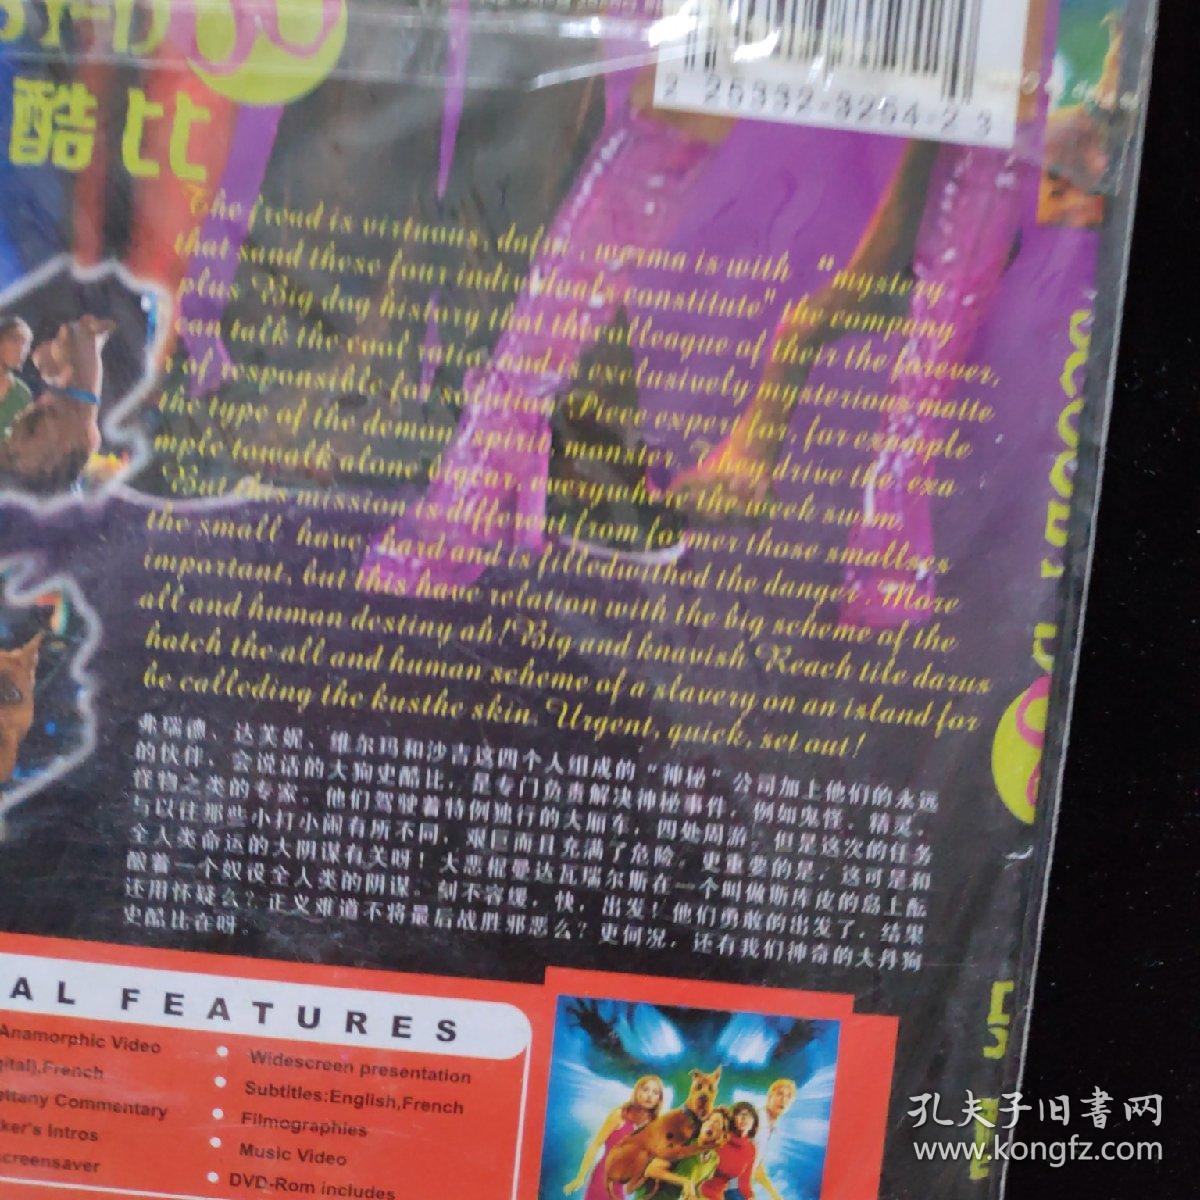 酷比
2 26332-3264-2 3
The froud is virtuous, dafni, werma is with "mystery
that sand these four individuals constitute" the company
plus Big dog history that the colleague of their the forever,
can talk the cool ratio, and is exclusively mysterious matte
r of responsible for solution Piece expert for, for example
the type of the demon, spirit, monster. They drive the exa
mple towalk alone bigcar, everywhere the week swim,
But this mission is different from former those smallses
the small have, hard and is filledwithed the danger. More
important, but this have relation with the big scheme of the
all and human destiny ah! Big and knavish Reach tile darus
hatch the all and human scheme of a slavery on an island for
be calleding the kusthe skin. Urgent, quick, set out!
弗瑞德、达芙妮、维尔玛和沙吉这四个人组成的“神秘”公司加上他们的永远
的伙伴，会说话的大狗史酷比，是专门负责解决神秘事件，例如鬼怪，精灵，
怪物之类的专家。他们驾驶着特例独行的大厢车，四处周游。但是这次的任务
与以往那些小打小闹有所不同，艰巨而且充满了危险。更重要的是，这可是和
全人类命运的大阴谋有关呀！大恶棍曼达瓦瑞尔斯在一个叫做斯库皮的岛上酝
酿着一个奴役全人类的阴谋。刻不容缓，快，出发！他们勇敢的出发了，结果
还用怀疑么？正义难道不将最后战胜邪恶么？更何况，还有我们神奇的大丹狗
史酷比在呀。
AL FEATURES
Anamorphic Video
gital),French
ettany Commentary
ker's Intros
creensaver
Widescreen presentation
Subtitles:English,French
Filmographies
Music Video
DVD-Rom includes
孔夫子旧書网
www.kongfz.com